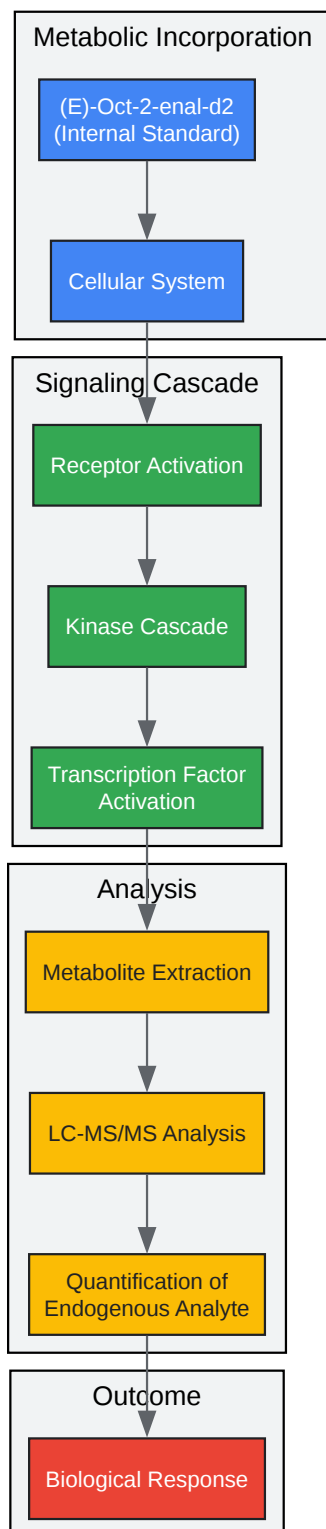 Metabolic Incorporation
(E)-Oct-2-enal-d2
(Internal Standard)
Cellular System
Signaling Cascade
Receptor Activation
Kinase Cascade
Transcription Factor
Activation
Analysis
Metabolite Extraction
LC-MS/MS Analysis
Quantification of
Endogenous Analyte
Outcome
Biological Response